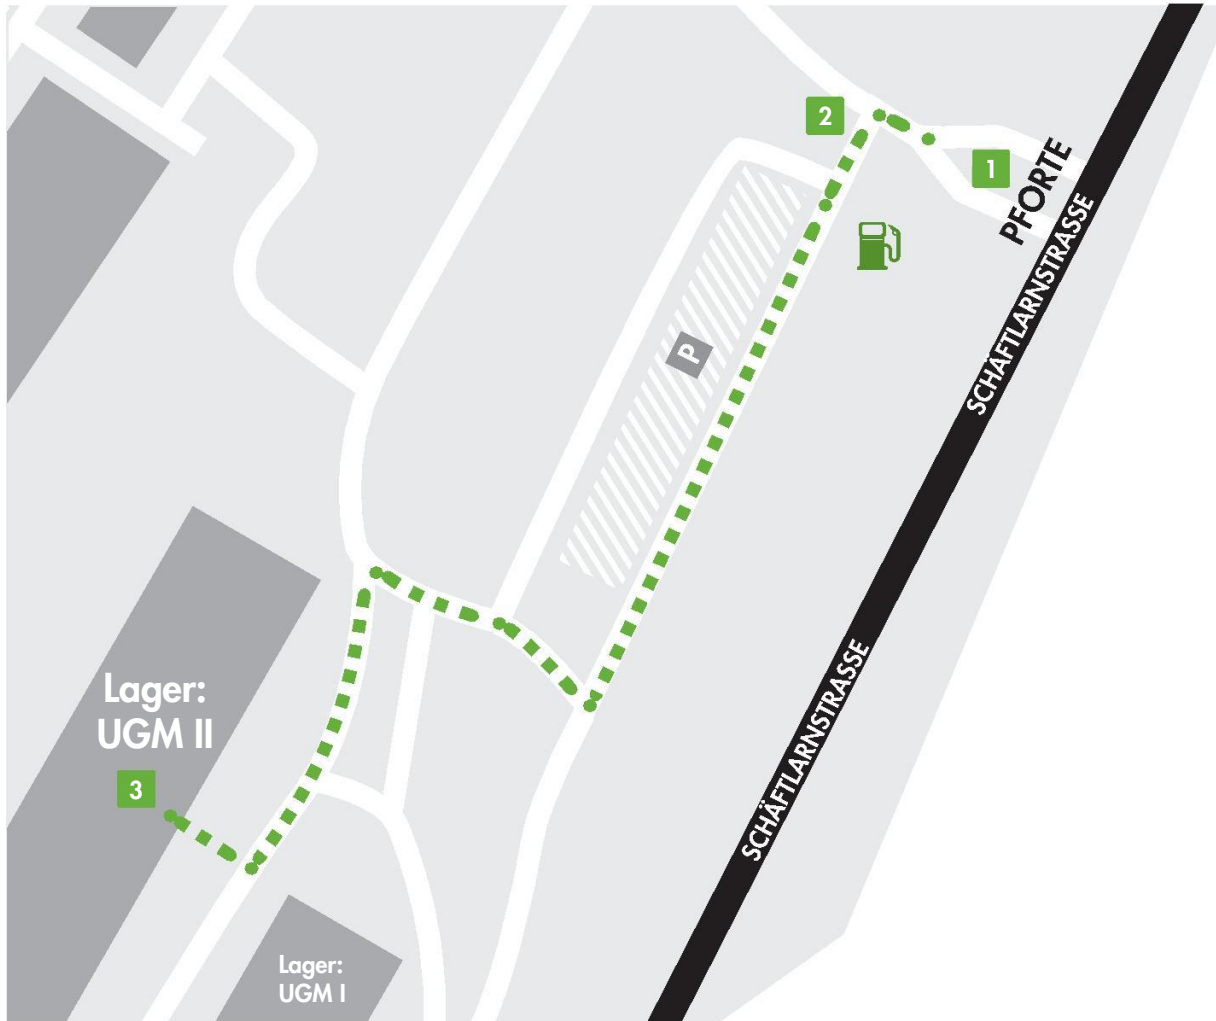 2
1
PFORTE
SCHÄFTLARNSTRASSE
P
SCHÄFTLARNSTRASSE
Lager:
UGM II
3
Lager:
UGM I